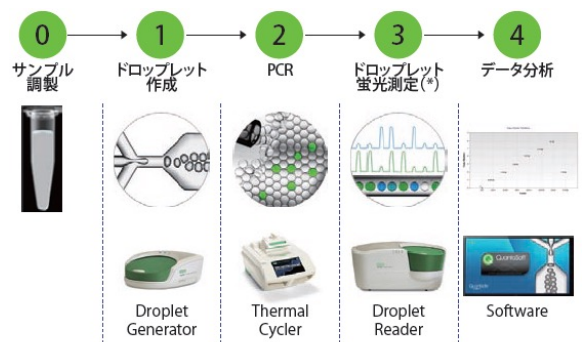 0
1
2
3
4
サンプル
調製
ドロップレット
作成
PCR
ドロップレット
蛍光測定(*)
データ分析
QuantaSoft
Droplet
Generator
Thermal
Cycler
Droplet
Reader
Software